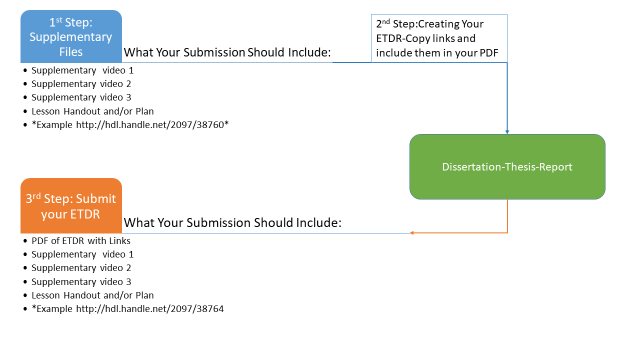 1st Step:
Supplementary
Files
What Your Submission Should Include:
• Supplementary video 1
• Supplementary video 2
• Supplementary video 3
• Lesson Handout and/or Plan
• *Example http://hdl.handle.net/2097/38760*
2nd Step:Creating Your
ETDR-Copy links and
include them in your PDF
Dissertation-Thesis-Report
3rd Step: Submit
your ETDR
What Your Submission Should Include:
• PDF of ETDR with Links
• Supplementary video 1
• Supplementary video 2
• Supplementary video 3
• Lesson Handout and/or Plan
• *Example http://hdl.handle.net/2097/38764